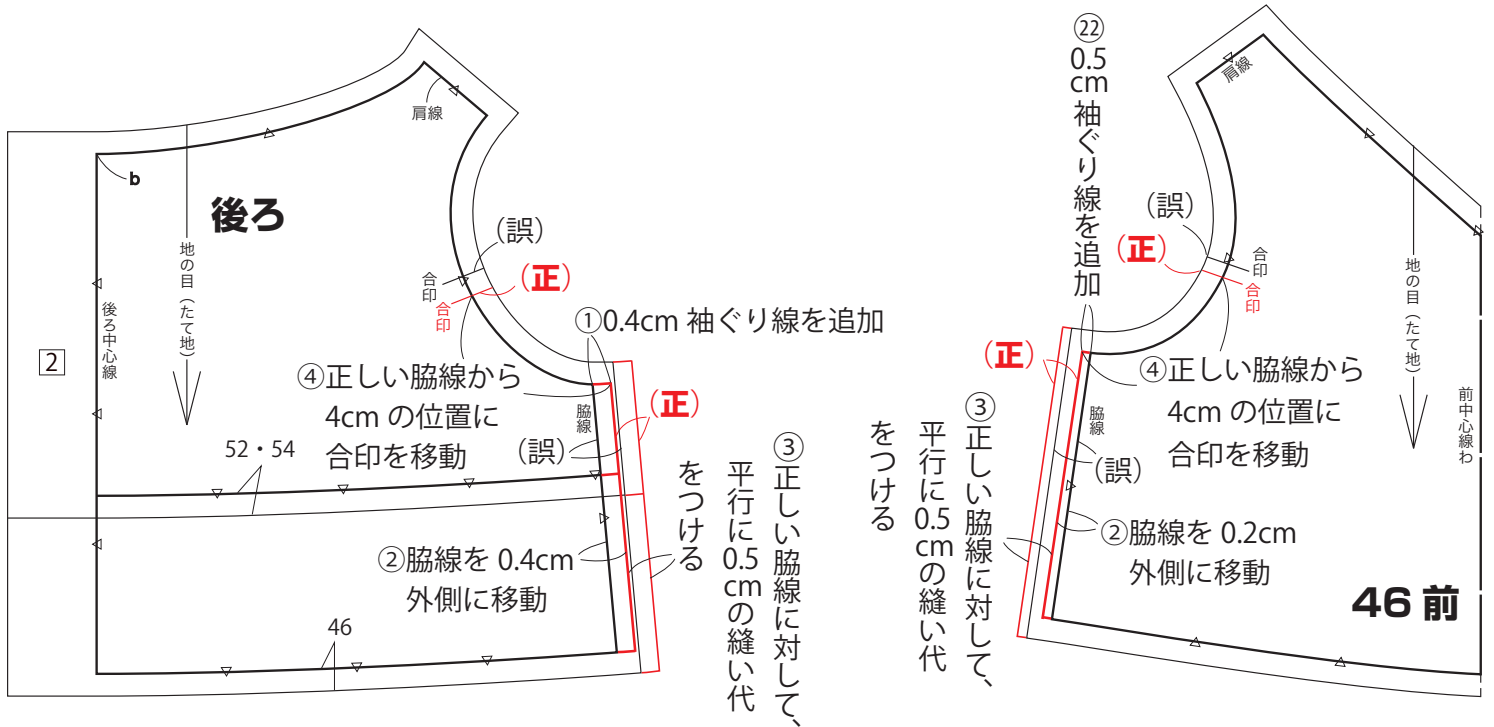 肩線
b
後ろ
地の目（たて地）
後ろ中心線
2
合印
合印
（誤）
（正）
①0.4cm 袖ぐり線を追加
④正しい脇線から
4cm の位置に
合印を移動
脇線
（誤）
（正）
52・54
②脇線を 0.4cm
外側に移動
46
③正しい脇線に対して、
平行に0.5cmの縫い代
をつける
㉒0.5cm 袖ぐり線を追加
肩線
（誤）
（正）
合印
合印
地の目（たて地）
前中心線わ
（正）
④正しい脇線から
4cm の位置に
合印を移動
脇線
（誤）
③正しい脇線に対して、
平行に0.5cmの縫い代
をつける
②脇線を 0.2cm
外側に移動
46 前